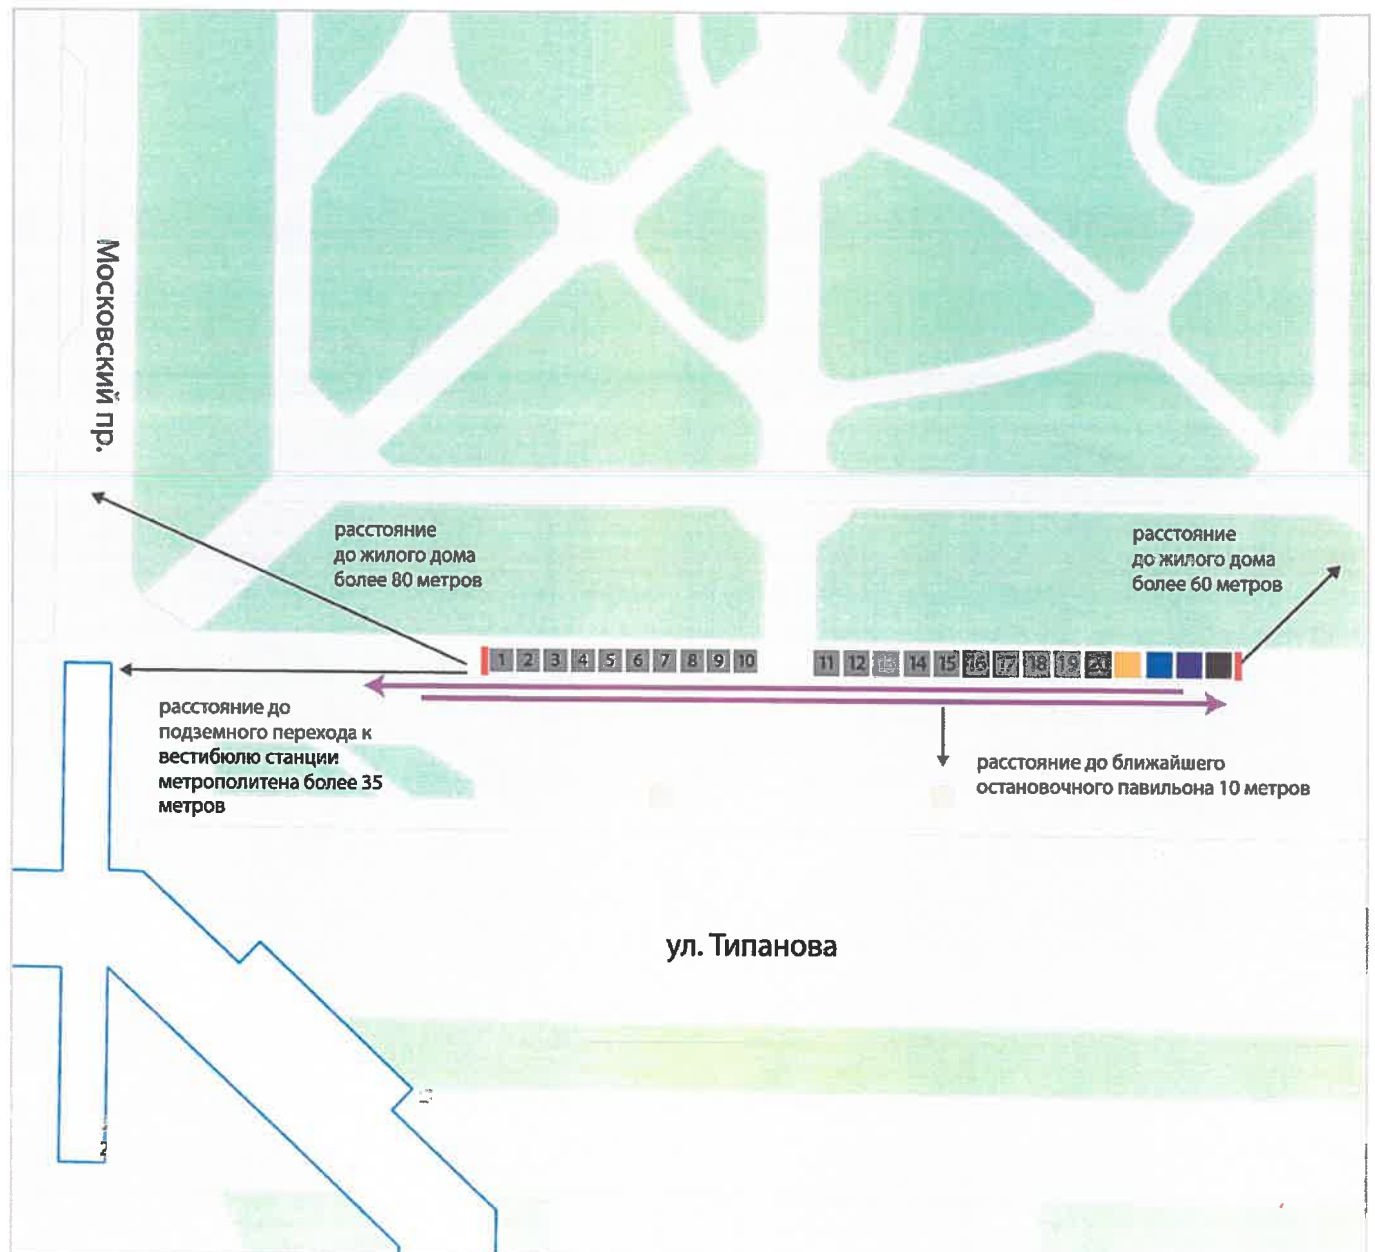 Московский пр.
расстояние
до жилого дома
более 80 метров
расстояние
до жилого дома
более 60 метров
1 2 3 4 5 6 7 8 9 10 11 12 13 14 15 16 17 18 19 20
расстояние до
подземного перехода к
вестибюлю станции
метрополитена более 35
метров
расстояние до ближайшего
остановочного павильона 10 метров
ул. Типанова